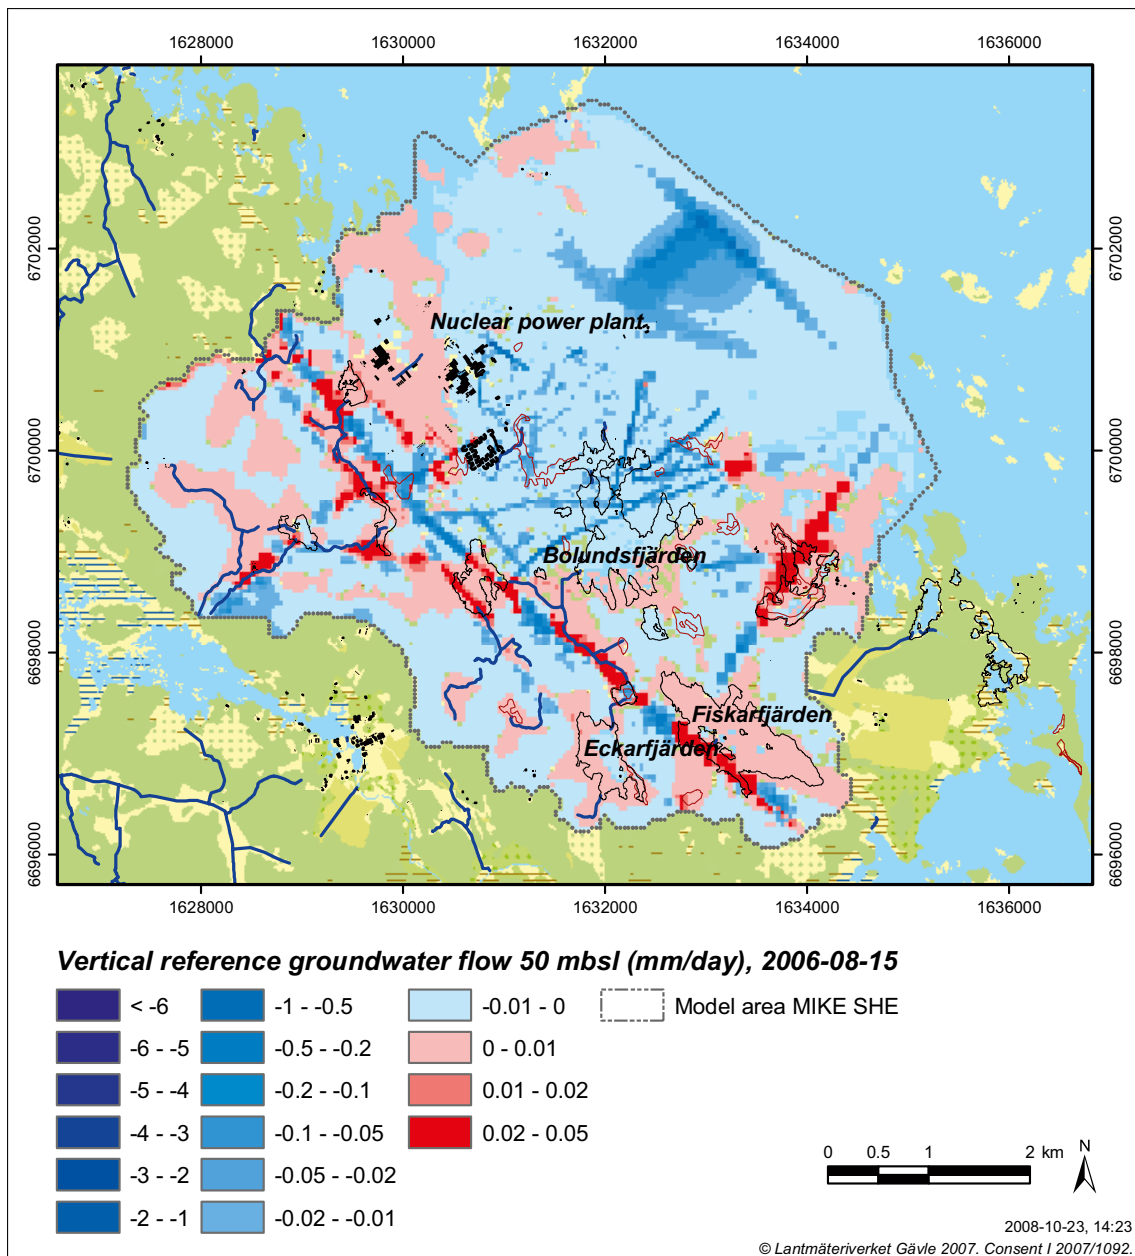 1628000 1630000 1632000 1634000 1636000
6702000 6702000
Nuclear power plant
6700000 6700000
Bolundsfjärden
6698000 6698000
Fiskarfjärden
Eckarfjärden
6696000 6696000
1628000 1630000 1632000 1634000 1636000
Vertical reference groundwater flow 50 mbsl (mm/day), 2006-08-15
< -6 -1 - -0.5 -0.01 - 0 Model area MIKE SHE
-6 - -5 -0.5 - -0.2 0 - 0.01
-5 - -4 -0.2 - -0.1 0.01 - 0.02
-4 - -3 -0.1 - -0.05 0.02 - 0.05
-3 - -2 -0.05 - -0.02
-2 - -1 -0.02 - -0.01
0 0.5 1 2 km N
2008-10-23, 14:23
© Lantmäteriverket Gävle 2007. Consent I 2007/1092.